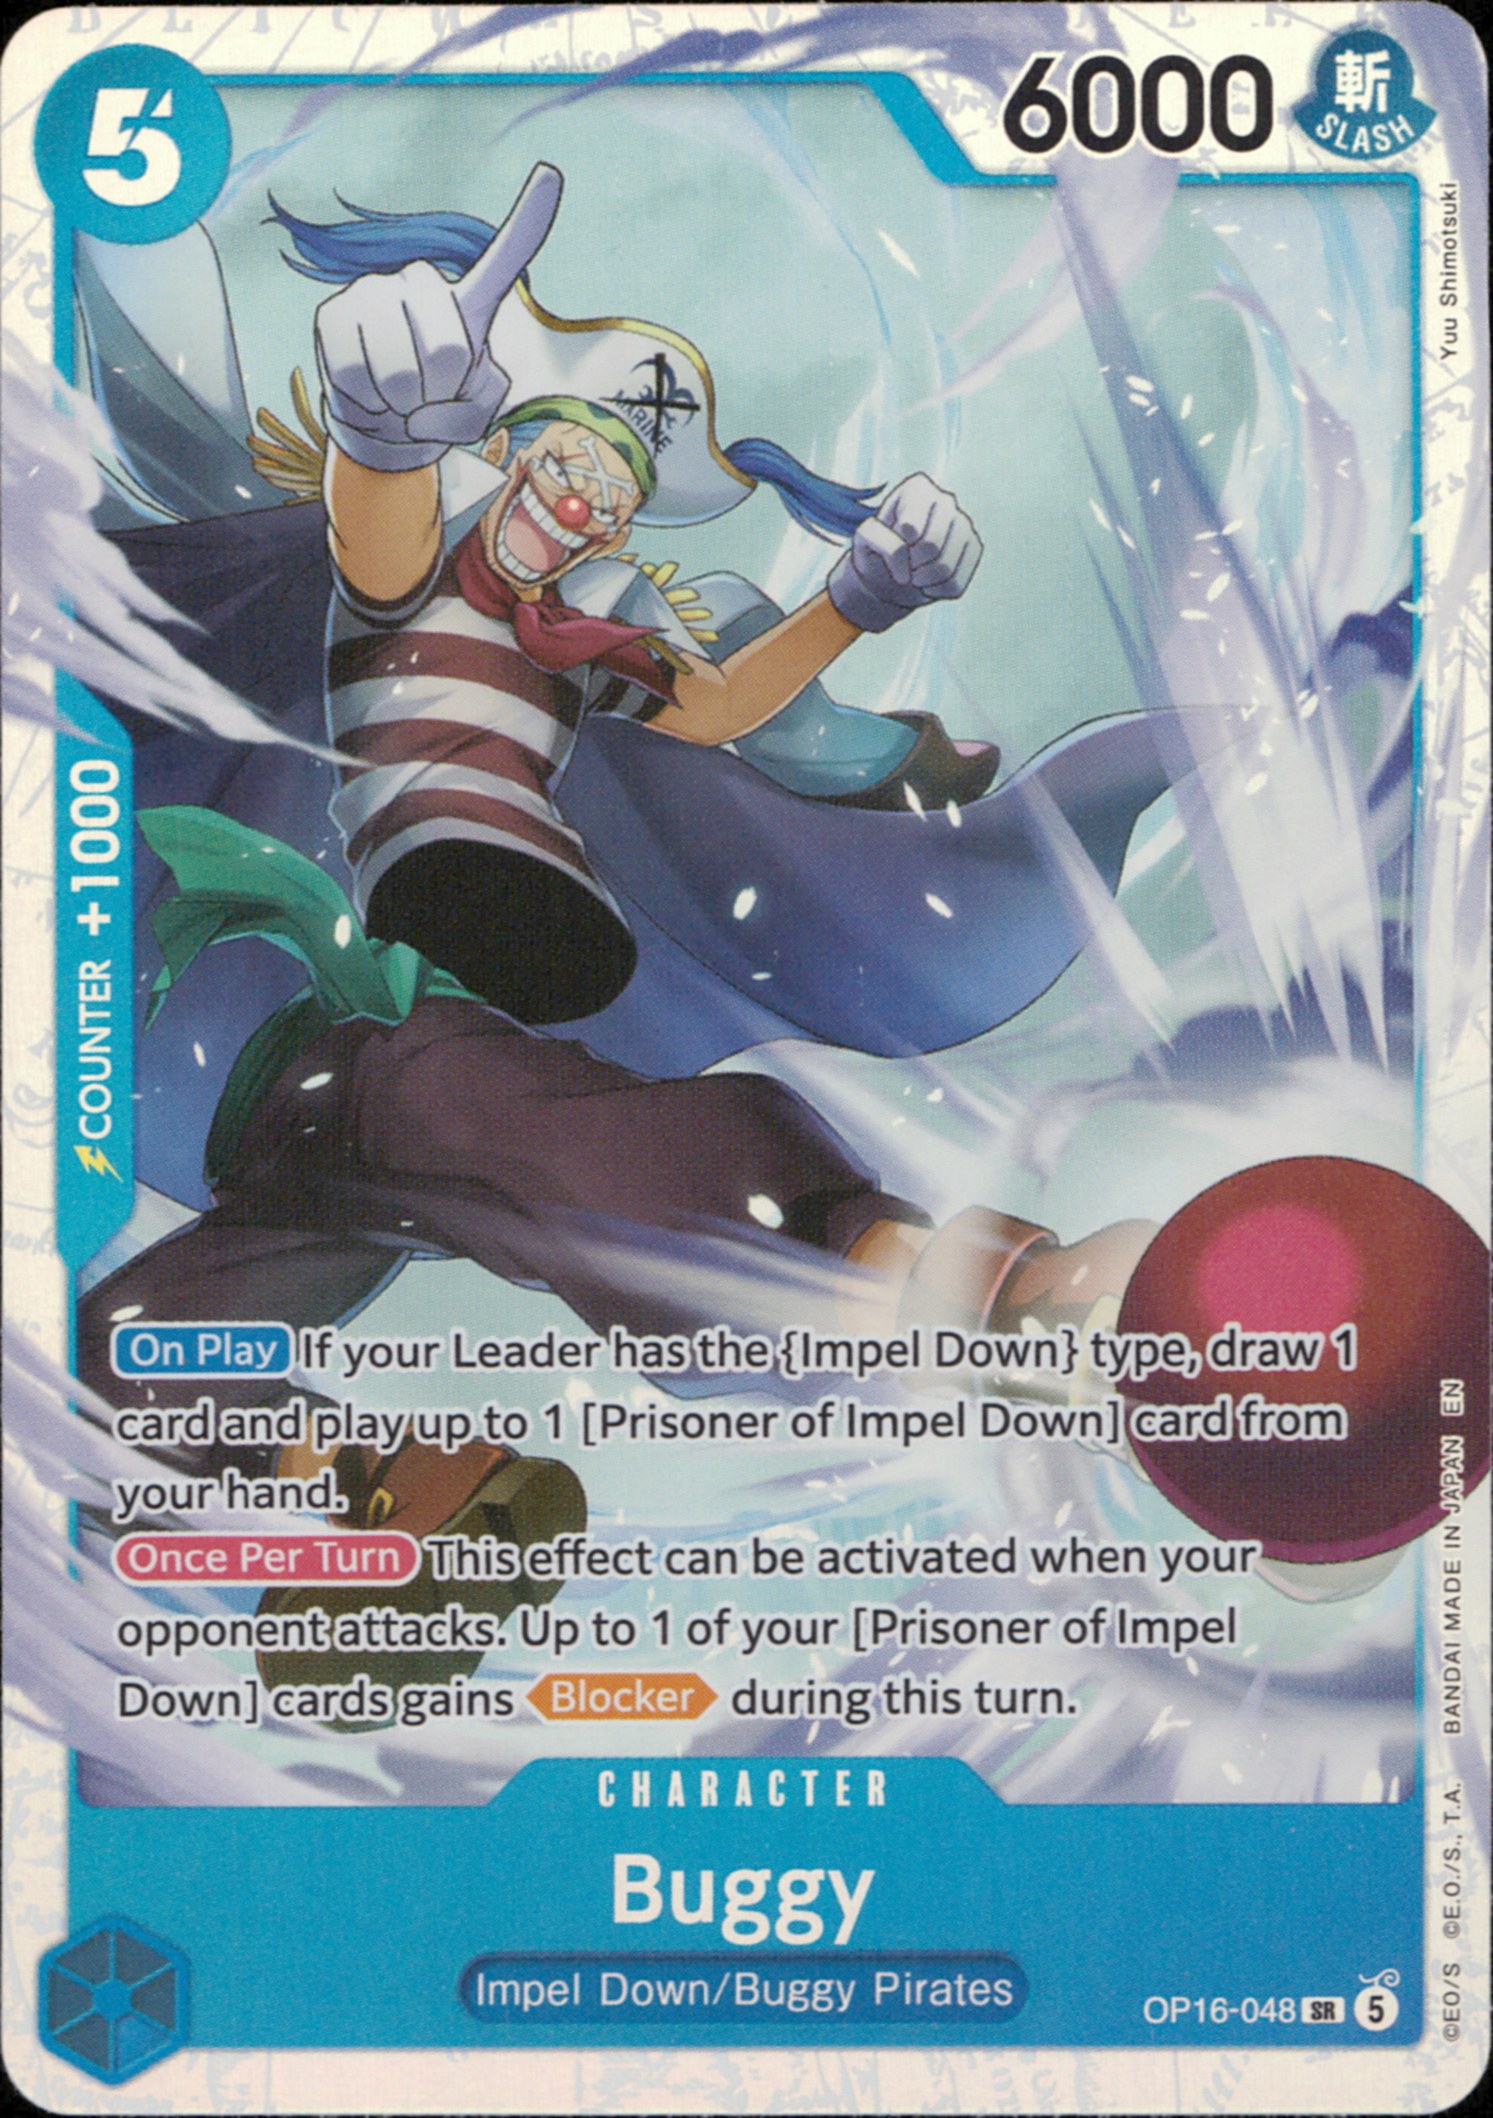 5
6000
斬
SLASH
MARINE
Yuu Shimotsuki
COUNTER +1000
On Play If your Leader has the {Impel Down} type, draw 1
card and play up to 1 [Prisoner of Impel Down] card from
your hand.
Once Per Turn This effect can be activated when your
opponent attacks. Up to 1 of your [Prisoner of Impel
Down] cards gains Blocker during this turn.
CHARACTER
Buggy
Impel Down/Buggy Pirates
OP16-048 SR 5
©EO/S ©E.O./S., T.A. BANDAI MADE IN JAPAN EN